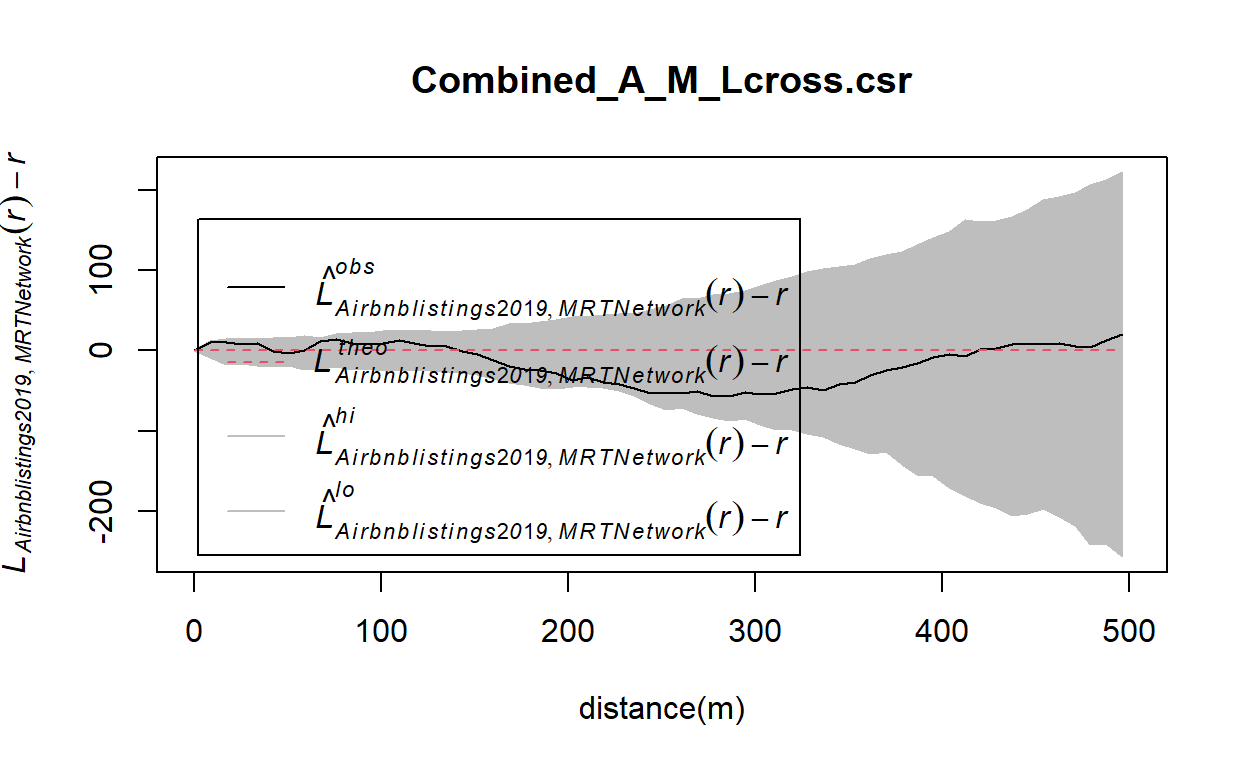 Combined_A_M_Lcross.csr
L Airbnblistings2019, MRTNetwork(r) − r
100
0
-200
L̂ obs Airbnblistings2019, MRTNetwork(r) − r
L theo Airbnblistings2019, MRTNetwork(r) − r
L̂ hi Airbnblistings2019, MRTNetwork(r) − r
L̂ lo Airbnblistings2019, MRTNetwork(r) − r
0 100 200 300 400 500
distance(m)